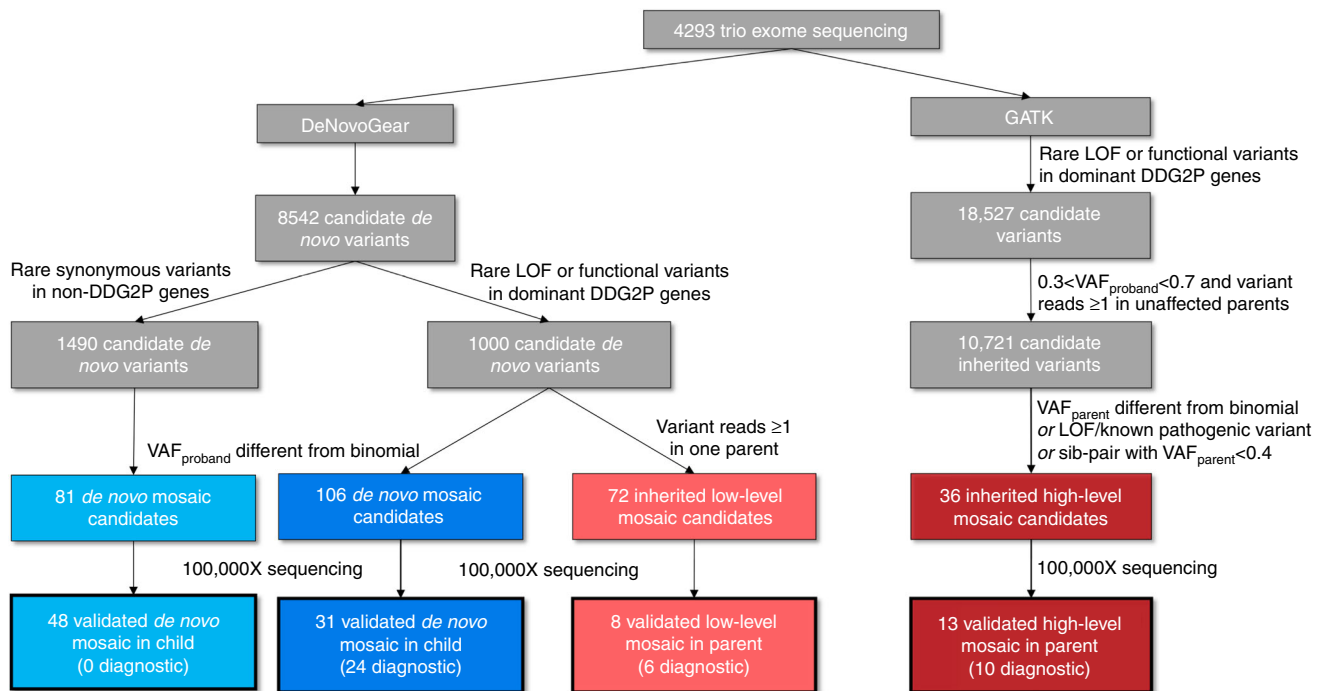 4293 trio exome sequencing
DeNovoGear
GATK
Rare LOF or functional variants
in dominant DDG2P genes
8542 candidate de
novo variants
18,527 candidate
variants
Rare synonymous variants
in non-DDG2P genes
Rare LOF or functional variants
in dominant DDG2P genes
0.3<VAFproband<0.7 and variant
reads ≥1 in unaffected parents
1490 candidate de
novo variants
1000 candidate de
novo variants
10,721 candidate
inherited variants
VAFproband different from binomial
Variant reads ≥1
in one parent
VAFparent different from binomial
or LOF/known pathogenic variant
or sib-pair with VAFparent<0.4
81 de novo mosaic
candidates
106 de novo mosaic
candidates
72 inherited low-level
mosaic candidates
36 inherited high-level
mosaic candidates
100,000X sequencing
100,000X sequencing
100,000X sequencing
48 validated de novo
mosaic in child
(0 diagnostic)
31 validated de novo
mosaic in child
(24 diagnostic)
8 validated low-level
mosaic in parent
(6 diagnostic)
13 validated high-level
mosaic in parent
(10 diagnostic)